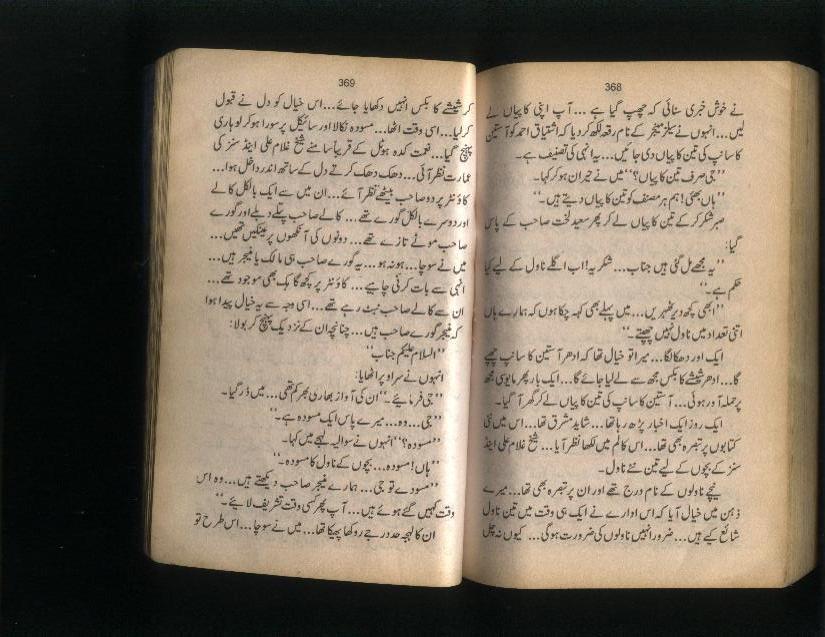 368
نے خوش خبری سنائی کہ چھپ گیا ہے... آپ اپنی کاپیاں لے
لیں... انہوں نے سیلز منیجر کے نام رقعہ لکھ کر دیا کہ اشتیاق احمد کو آستین
کا سانپ کی تین کاپیاں دی جائیں... یہ انہی کی تصنیف ہے۔
’’جی صرف تین کاپیاں؟‘‘ میں نے حیران ہو کر کہا۔
’’ہاں بھئی! ہم ہر مصنف کو تین کاپیاں دیتے ہیں۔‘‘
صبر شکر کر کے تین کاپیاں لے کر پھر سعید لخت صاحب کے پاس
گیا:
’’یہ مجھے مل گئی ہیں جناب... شکریہ! اب اگلے ناول کے لیے کیا
حکم ہے۔‘‘
’’ابھی کچھ دیر ٹھہریں... میں پہلے بھی کہہ چکا ہوں کہ ہمارے ہاں
اتنی تعداد میں ناول نہیں چھپتے۔‘‘
ایک اور دھکا لگا... میرا تو خیال تھا کہ ادھر آستین کا سانپ چھپے
گا... ادھر شیشے کا بکس مجھ سے لے لیا جائے گا... ایک بار پھر مایوسی مجھ
پر حملہ آور ہوئی... آستین کا سانپ کی تین کاپیاں لے کر گھر آ گیا۔
ایک روز ایک اخبار پڑھ رہا تھا... شاید مشرق تھا... اس میں نئی
کتابوں پر تبصرہ بھی تھا... اس کالم میں لکھا نظر آیا... شیخ غلام علی اینڈ
سنز کے بچوں کے لیے تین نئے ناول۔
نیچے ناولوں کے نام درج تھے اور ان پر تبصرہ بھی تھا... میرے
ذہن میں خیال آیا کہ اس ادارے نے ایک ہی وقت میں تین ناول
شائع کیے ہیں... ضرور انہیں ناولوں کی ضرورت ہو گی... کیوں نہ چل
369
کر شیشے کا بکس انہیں دکھایا جائے... اس خیال کو دل نے قبول
کر لیا... اسی وقت اٹھا... مسودہ نکالا اور سائیکل پر سوار ہو کر لوہاری
پہنچ گیا... نعمت کدہ ہوٹل کے قریباً سامنے شیخ غلام علی اینڈ سنز کی
عمارت نظر آئی... دھک دھک کرتے دل کے ساتھ اندر داخل ہوا...
کاؤنٹر پر دو صاحب بیٹھے نظر آئے... ان میں سے ایک بالکل کالے
اور دوسرے بالکل گورے تھے... کالے صاحب پتلے دبلے اور گورے
صاحب موٹے تازے تھے... دونوں کی آنکھوں پر عینکیں تھیں...
میں نے سوچا... ہو نہ ہو... یہ گورے صاحب ہی مالک یا منیجر ہیں...
انہی سے بات کرنی چاہیے... کاؤنٹر پر کچھ گاہک بھی موجود تھے...
ان سے کالے صاحب نبٹ رہے تھے... اسی وجہ سے یہ خیال پیدا ہوا
کہ منیجر گورے صاحب ہیں... چنانچہ ان کے نزدیک پہنچ کر بولا:
’’السلام علیکم جناب‘‘
انہوں نے سر اوپر اٹھایا:
’’جی فرمایئے۔‘‘ ان کی آواز بھاری بھرکم تھی... میں ڈر گیا۔
’’جی... وہ... میرے پاس ایک مسودہ ہے۔‘‘
’’مسودہ؟‘‘ انہوں نے سوالیہ لہجے میں کہا۔
’’ہاں! مسودہ... بچوں کے ناول کا مسودہ۔‘‘
’’مسودے تو جی... ہمارے منیجر صاحب دیکھتے ہیں... وہ اس
وقت کہیں گئے ہوئے ہیں... آپ پھر کسی وقت تشریف لایئے۔‘‘
ان کا لہجہ حد درجے روکھا پھیکا تھا... میں نے سوچا... اس طرح تو